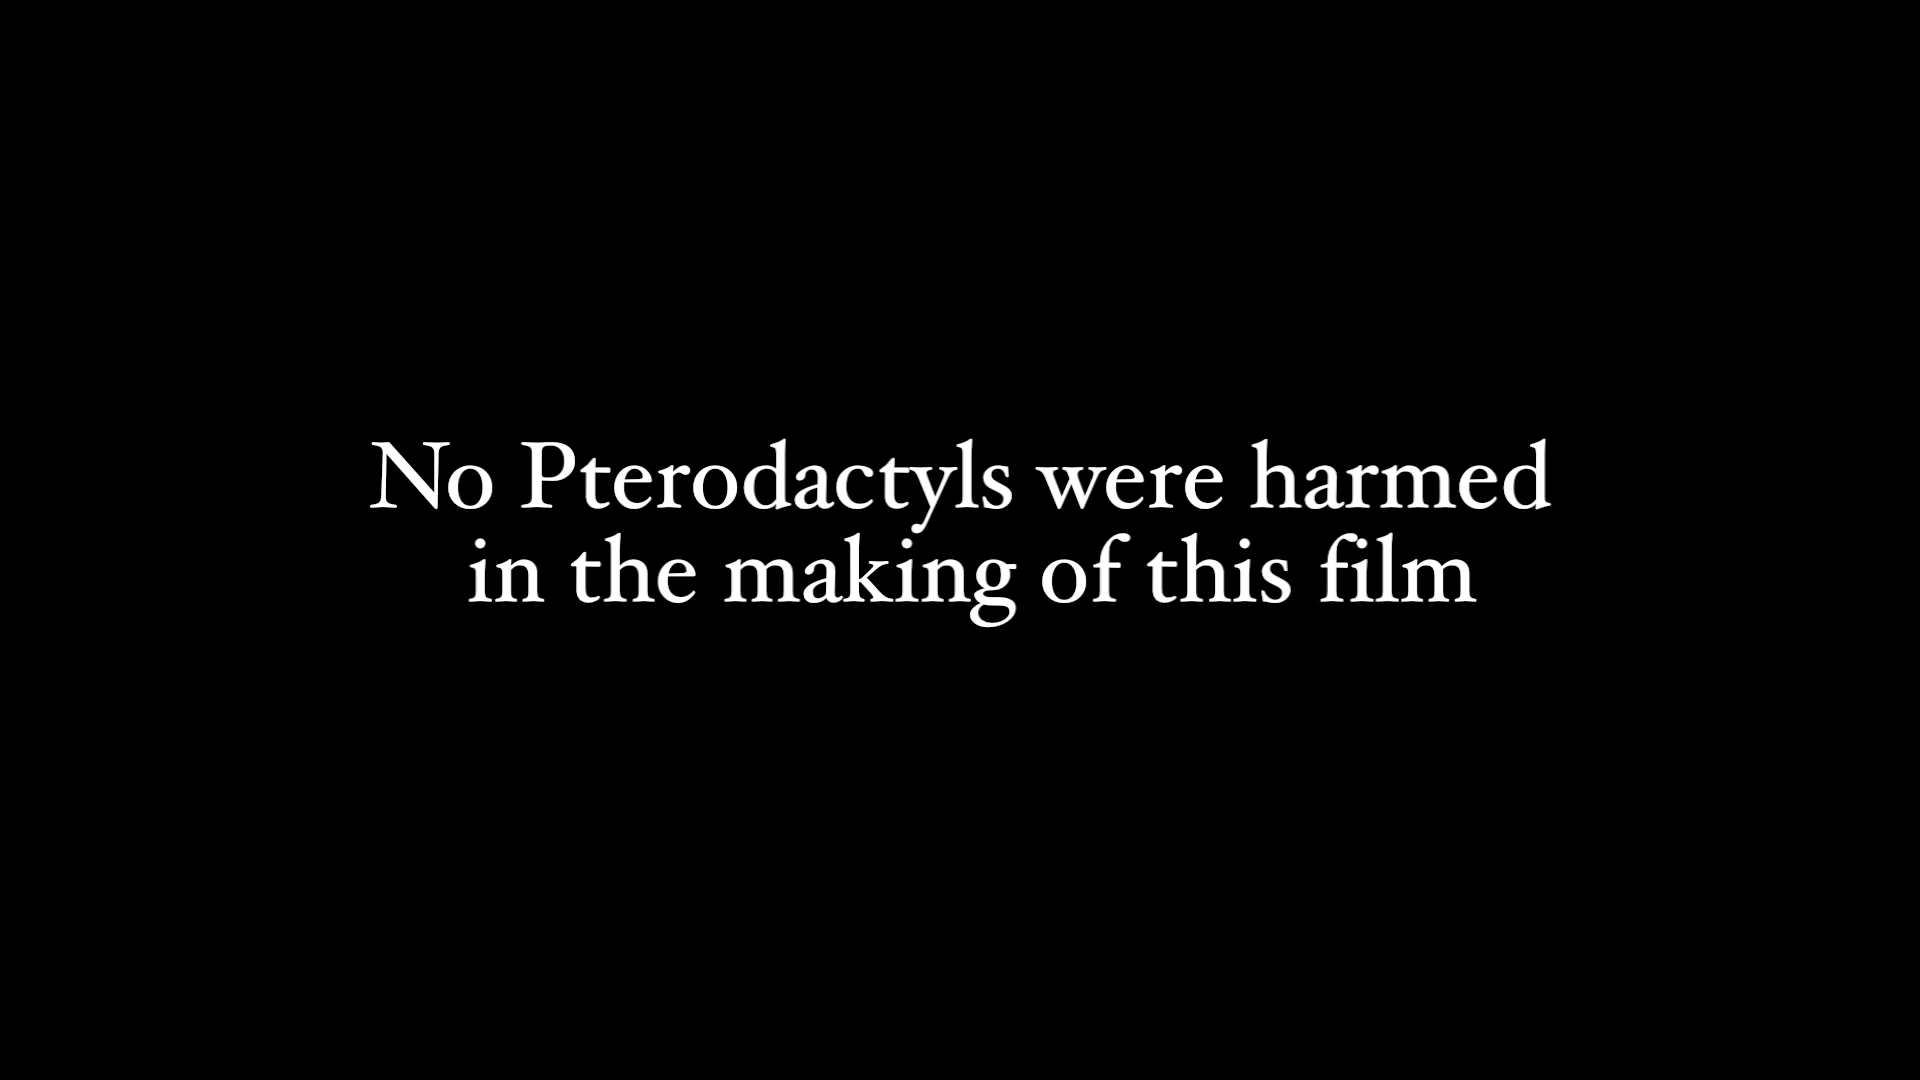 No Pterodactyls were harmed
in the making of this film